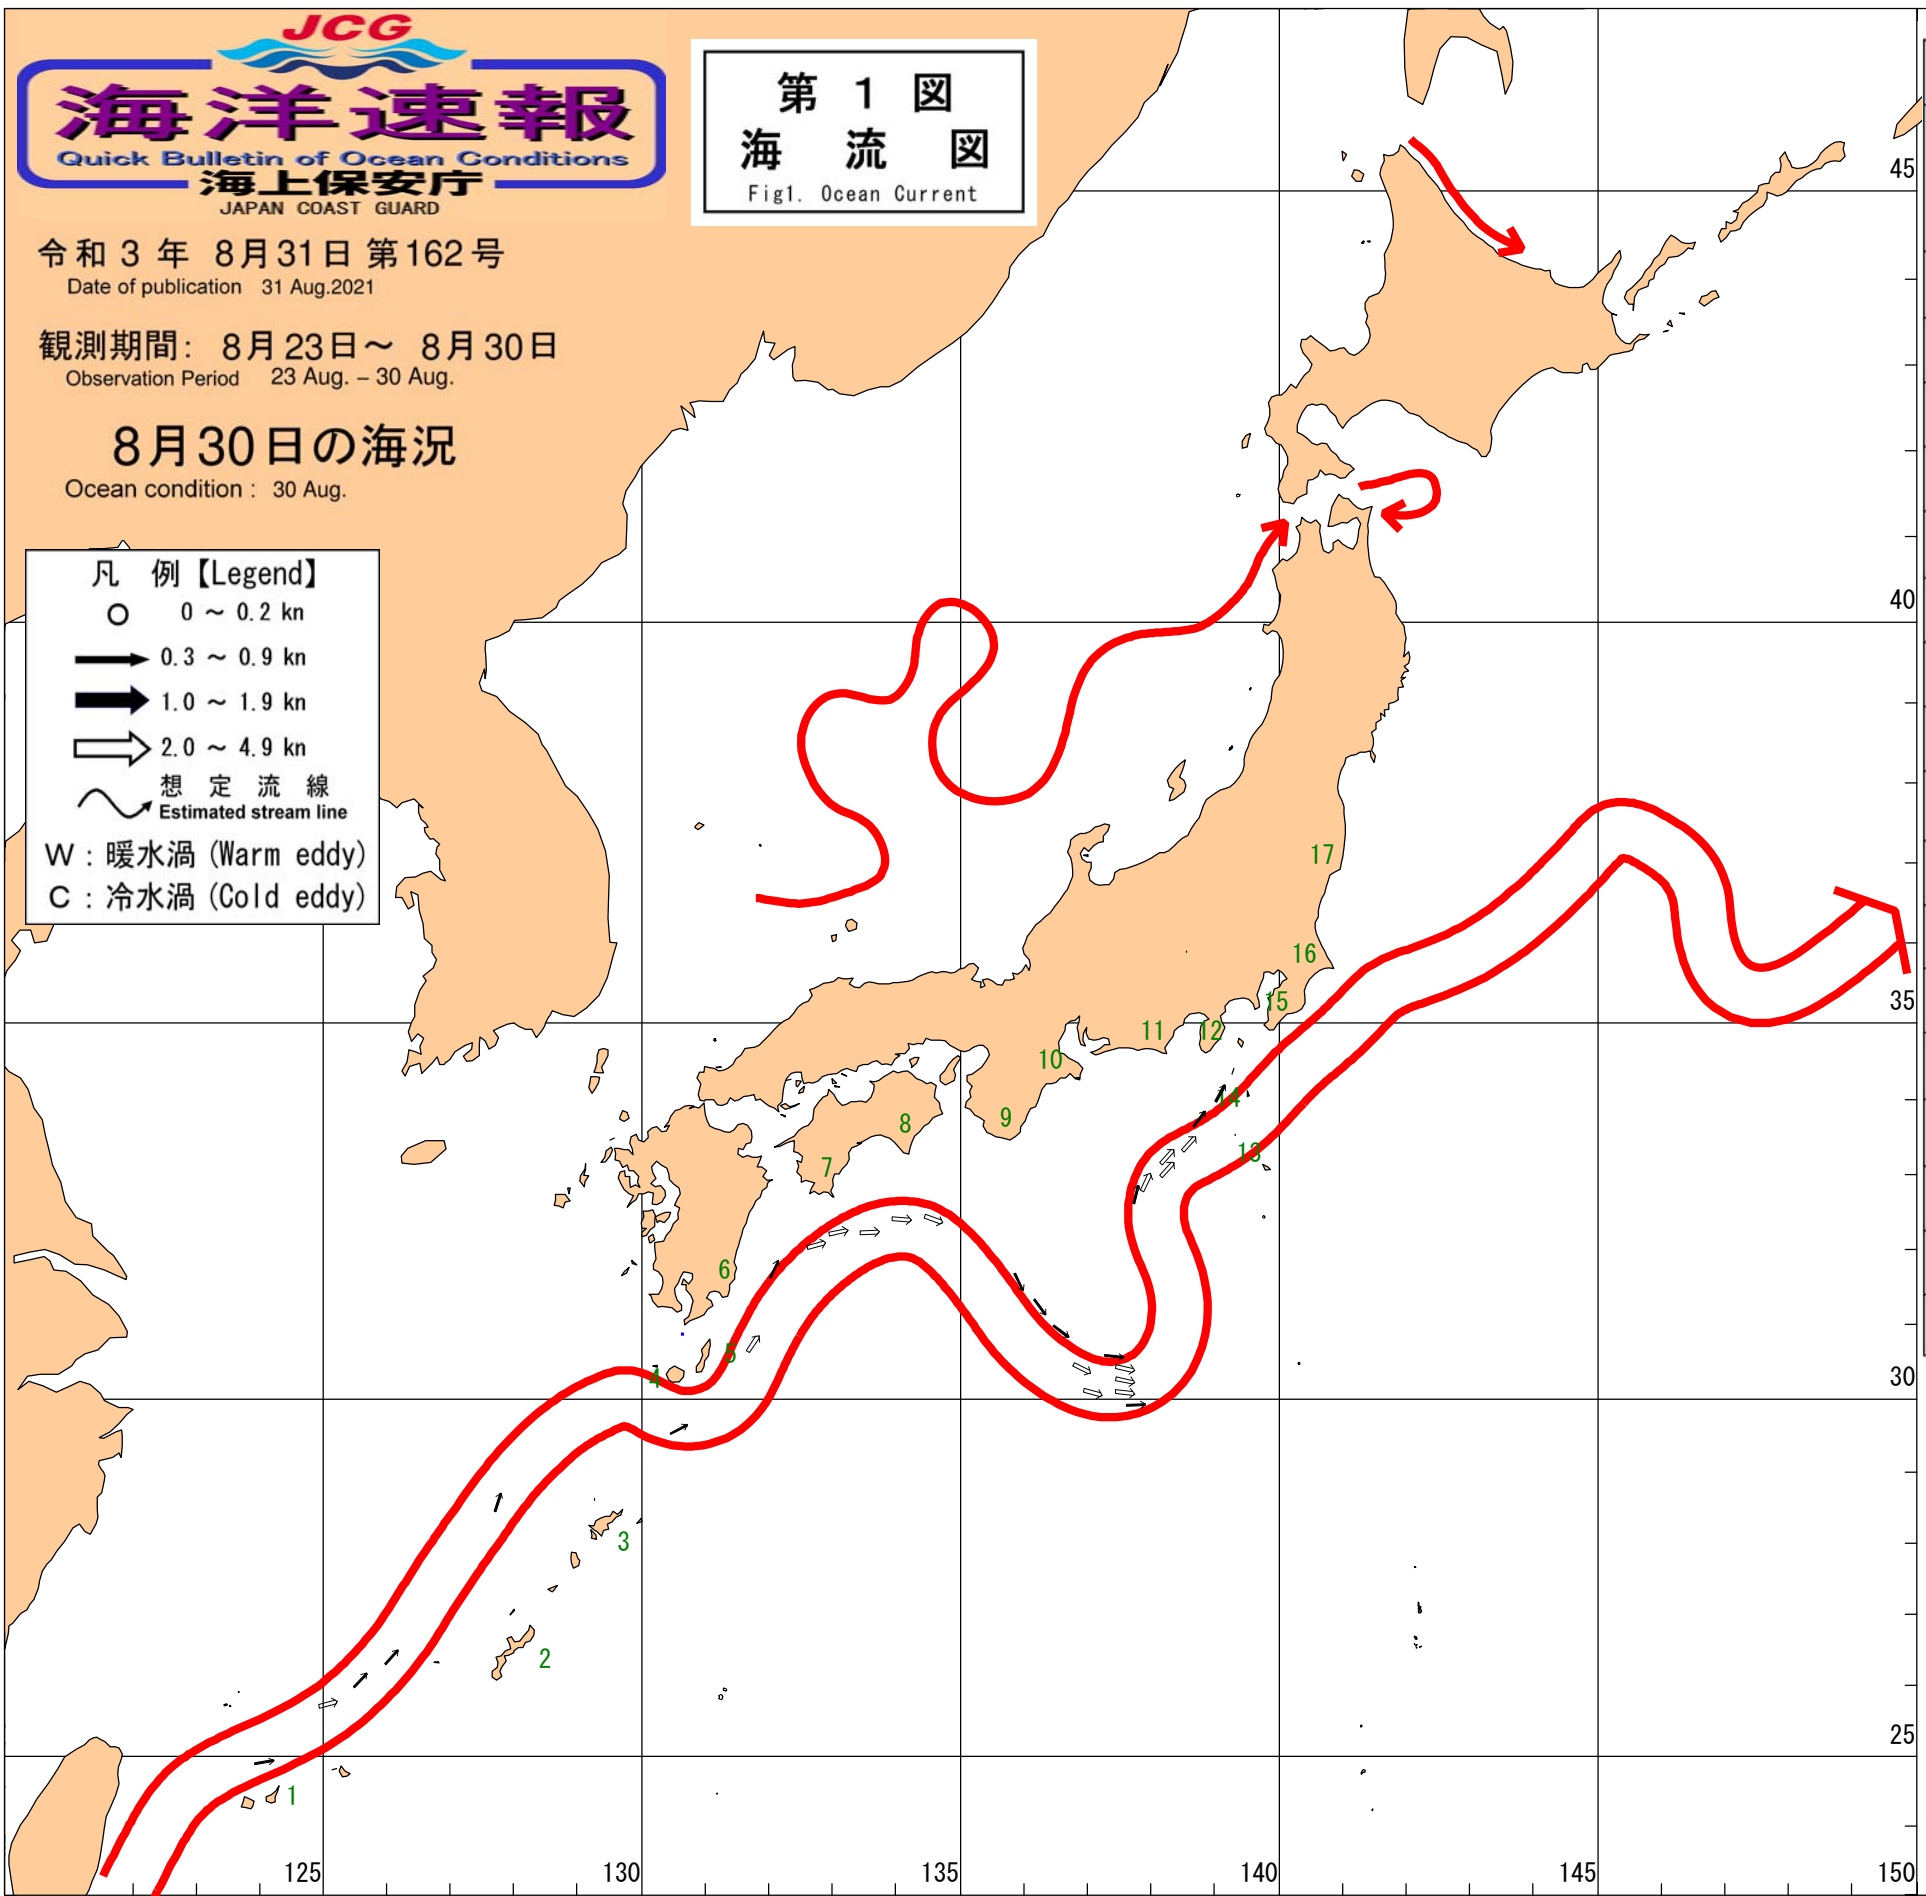 JCG
海洋速報
Quick Bulletin of Ocean Conditions
海上保安庁
JAPAN COAST GUARD
第 1 図
海 流 図
Fig1. Ocean Current
令和 3 年 8月31日 第162号
Date of publication 31 Aug.2021
観測期間: 8月23日～ 8月30日
Observation Period 23 Aug. – 30 Aug.
8月30日の海況
Ocean condition : 30 Aug.
凡 例【Legend】
0 ～ 0.2 kn
0.3 ～ 0.9 kn
1.0 ～ 1.9 kn
2.0 ～ 4.9 kn
想 定 流 線
Estimated stream line
W : 暖水渦 (Warm eddy)
C : 冷水渦 (Cold eddy)
45
40
17
16
35
15
11
12
10
14
9
8
13
7
6
5
4
30
3
2
25
1
125
130
135
140
145
150